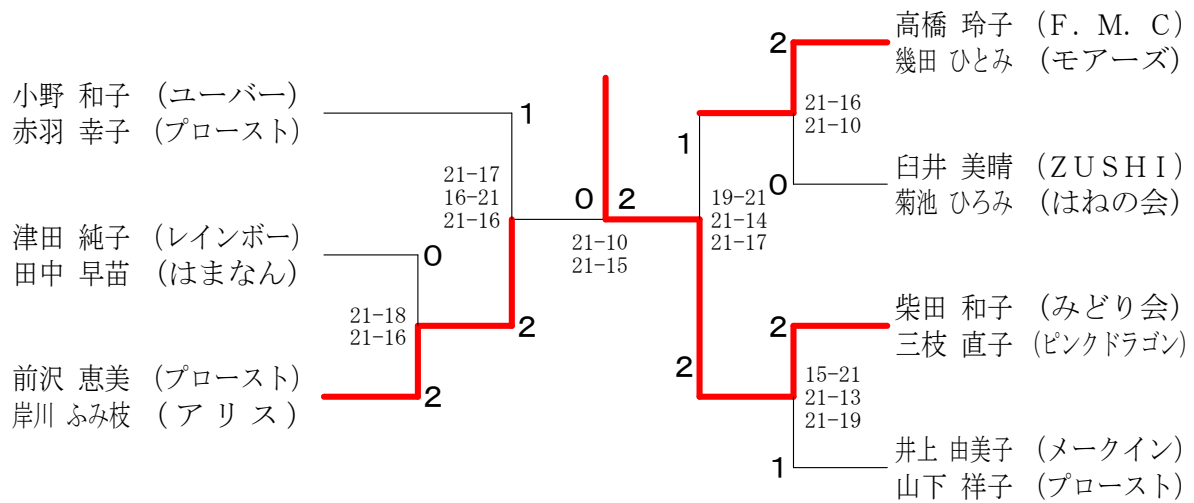 小野 和子 (ユーバー)
赤羽 幸子 (プロースト)
1
21-17
16-21
21-16
津田 純子 (レインボー)
田中 早苗 (はまなん)
0
21-18
21-16
2
前沢 恵美 (プロースト)
岸川 ふみ枝 (アリス)
2
0
2
21-10
21-15
高橋 玲子 (F. M. C)
幾田 ひとみ (モアーズ)
2
21-16
21-10
1
臼井 美晴 (ZUSHI)
菊池 ひろみ (はねの会)
0
19-21
21-14
21-17
柴田 和子 (みどり会)
三枝 直子 (ピンクドラゴン)
2
2
15-21
21-13
21-19
井上 由美子 (メークイン)
山下 祥子 (プロースト)
1